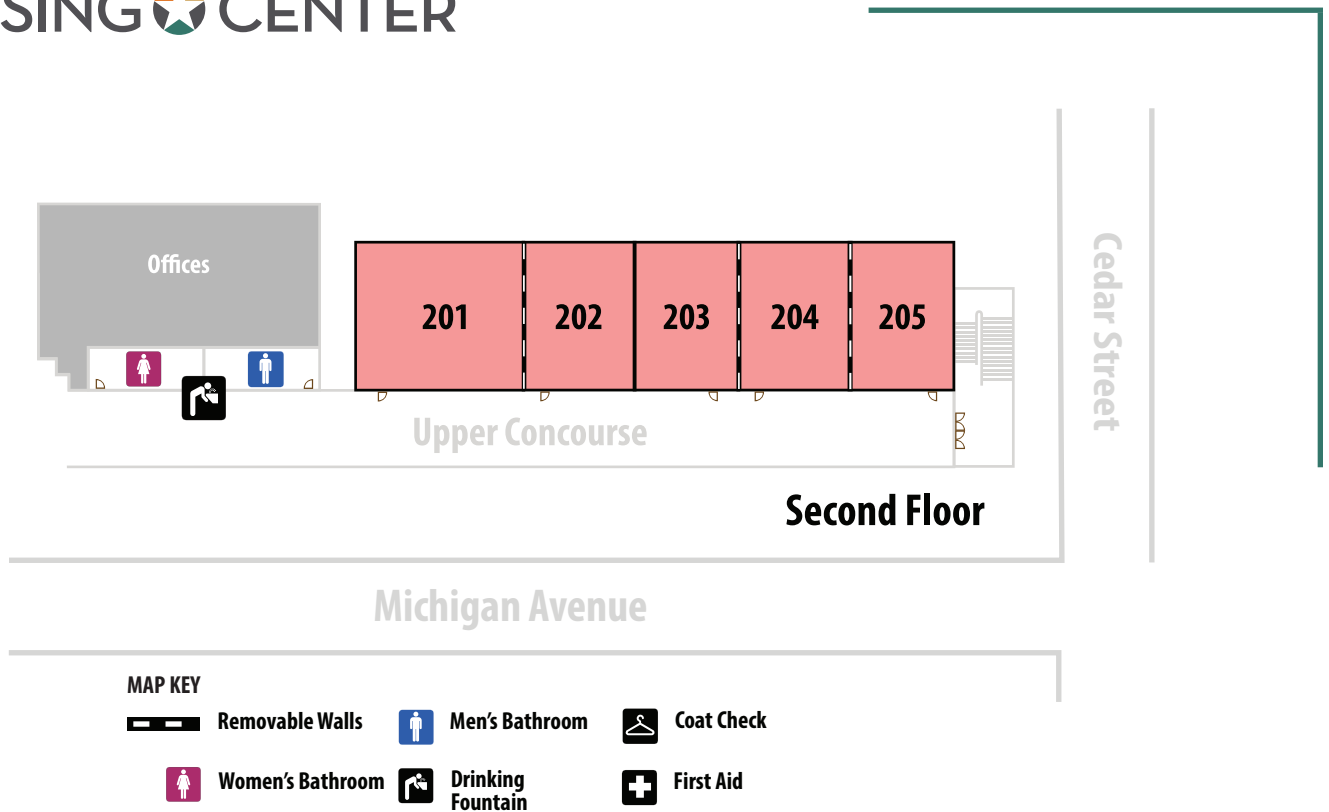 SING CENTER
Offices
201
202
203
204
205
Cedar Street
Upper Concourse
Second Floor
Michigan Avenue
MAP KEY
Removable Walls
Men's Bathroom
Coat Check
Women's Bathroom
Drinking
Fountain
First Aid